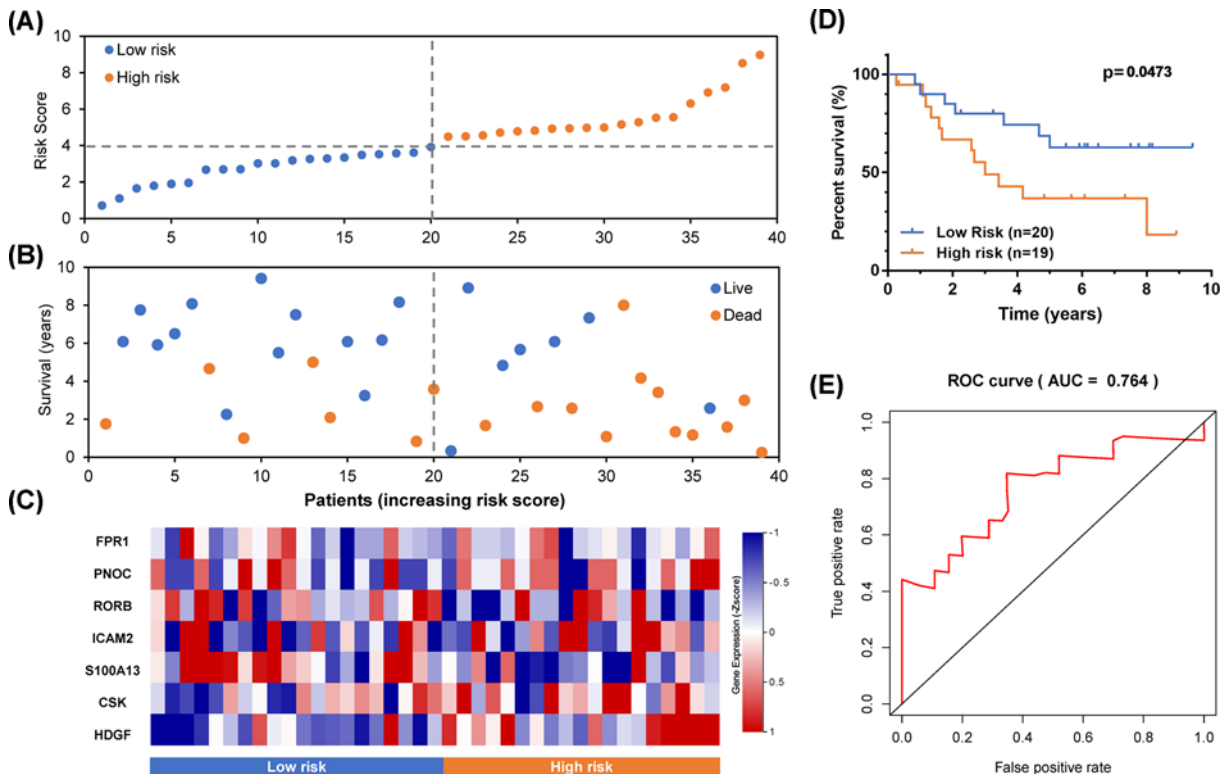 (A)
10
8
6
4
2
0
Risk Score
Low risk
High risk
0 5 10 15 20 25 30 35 40
(B)
10
8
6
4
2
0
Survival (years)
Live
Dead
0 5 10 15 20 25 30 35 40
Patients (increasing risk score)
(C)
FPR1
PNOC
RORB
ICAM2
S100A13
CSK
HDGF
Low risk High risk
Gene Expression (-Zscore)
-1
-0.5
0
0.5
1
(D)
p= 0.0473
100
50
0
Percent survival (%)
Low Risk (n=20)
High risk (n=19)
0 2 4 6 8 10
Time (years)
(E)
ROC curve ( AUC = 0.764 )
1.0
0.8
0.6
0.4
0.2
0.0
True positive rate
0.0 0.2 0.4 0.6 0.8 1.0
False positive rate